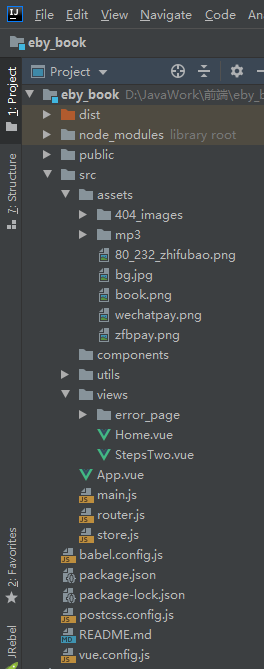 File Edit View Navigate Code
eby_book
Project
eby_book D:\JavaWork\前端\eby_b
dist
node_modules library root
public
src
assets
404_images
mp3
80_232_zhifubao.png
bg.jpg
book.png
wechatpay.png
zfbpay.png
components
utils
views
error_page
Home.vue
StepsTwo.vue
App.vue
main.js
router.js
store.js
babel.config.js
package.json
package-lock.json
postcss.config.js
README.md
vue.config.js
1: Project
7: Structure
2: Favorites
JRebel